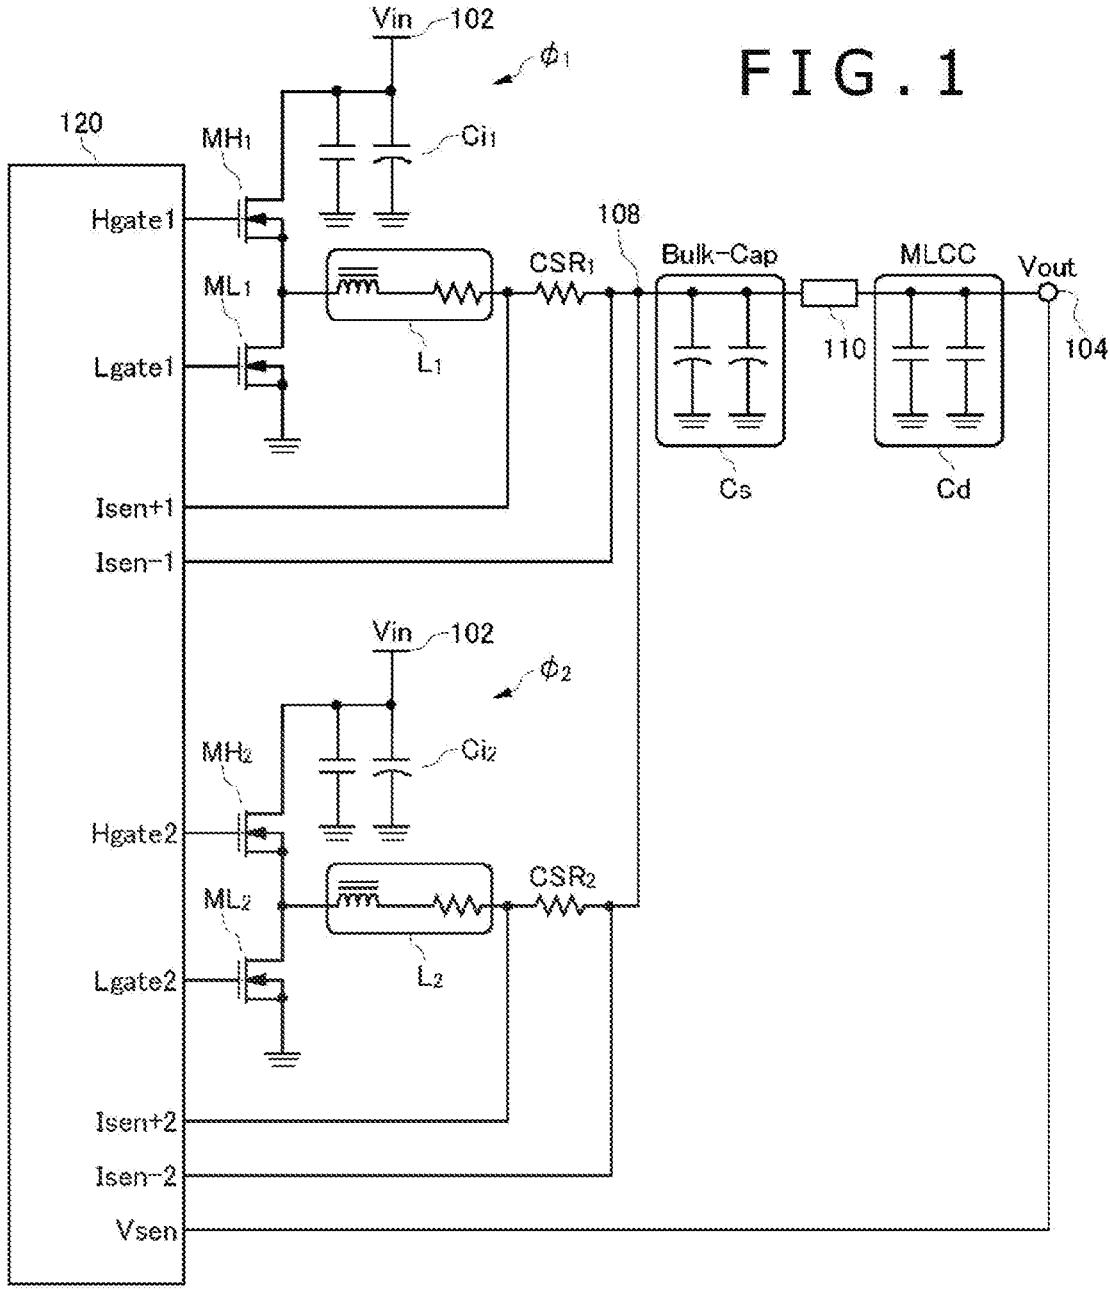 FIG.1
Vin 102
ϕ1
120
MH1
Ci1
Hgate1
108
CSR1
Bulk-Cap
MLCC
Vout
ML1
L1
110
104
Lgate1
Cs
Cd
Isen+1
Isen-1
Vin 102
ϕ2
MH2
Ci2
Hgate2
CSR2
ML2
L2
Lgate2
Isen+2
Isen-2
Vsen